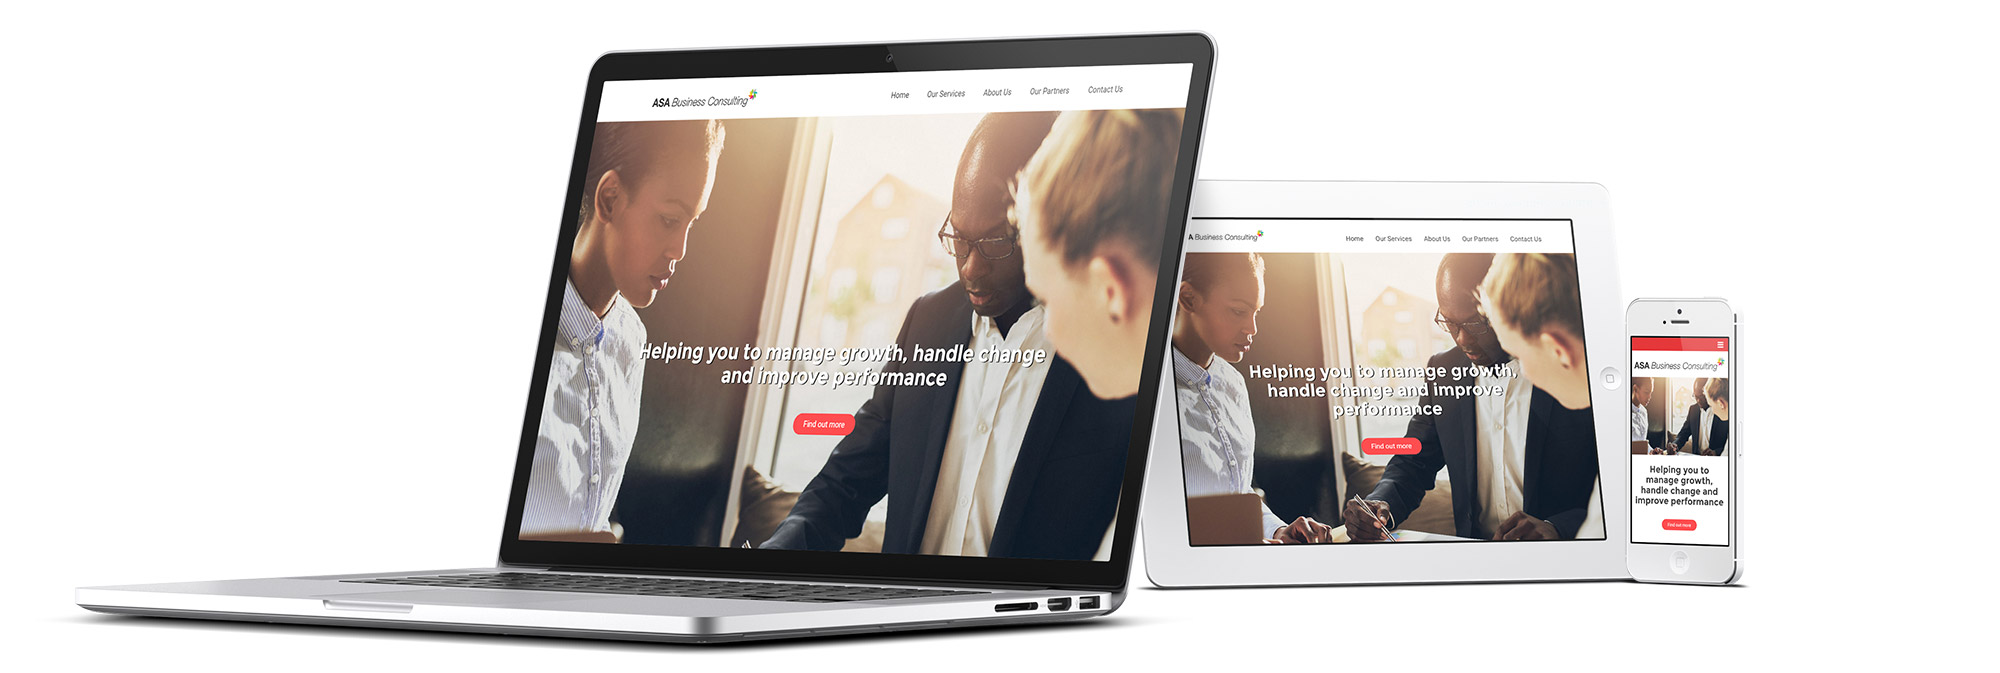 ASA Business Consulting
Home Our Services About Us Our Partners Contact Us
Helping you to manage growth, handle change
and improve performance
Find out more
A Business Consulting
Home Our Services About Us Our Partners Contact Us
Helping you to manage growth,
handle change and improve
performance
Find out more
ASA Business Consulting
Helping you to
manage growth,
handle change and
improve performance
Find out more